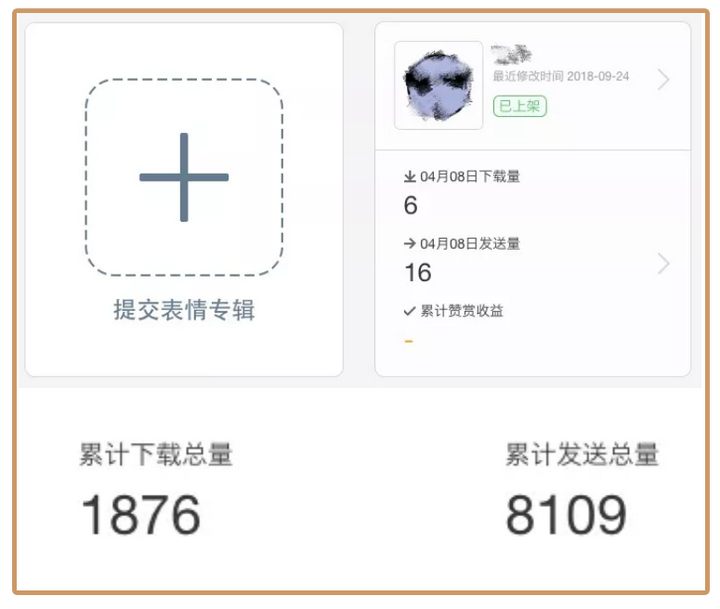 提交表情专辑
最近修改时间 2018-09-24
已上架
04月08日下载量
6
04月08日发送量
16
累计赞赏收益
-
累计下载总量
1876
累计发送总量
8109